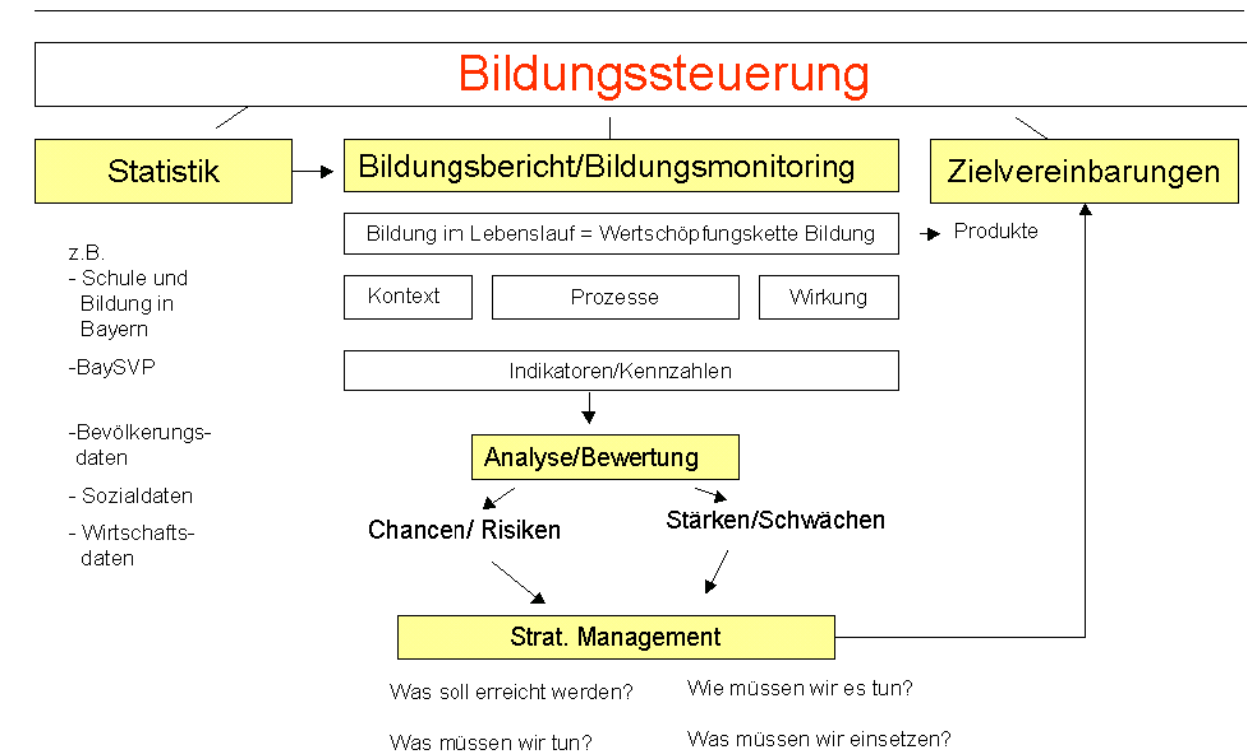 Bildungssteuerung
Statistik
Bildungsbericht/Bildungsmonitoring
Zielvereinbarungen
z.B.
- Schule und
Bildung in
Bayern
-BaySVP
-Bevölkerungs-
daten
- Sozialdaten
- Wirtschafts-
daten
Bildung im Lebenslauf = Wertschöpfungskette Bildung
Produkte
Kontext
Prozesse
Wirkung
Indikatoren/Kennzahlen
Analyse/Bewertung
Chancen/ Risiken
Stärken/Schwächen
Strat. Management
Was soll erreicht werden?
Wie müssen wir es tun?
Was müssen wir tun?
Was müssen wir einsetzen?